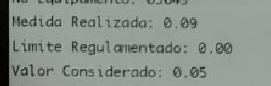 Medida Realizada: 0.09
Limite Regulamentado: 0.00
Valor Considerado: 0.05